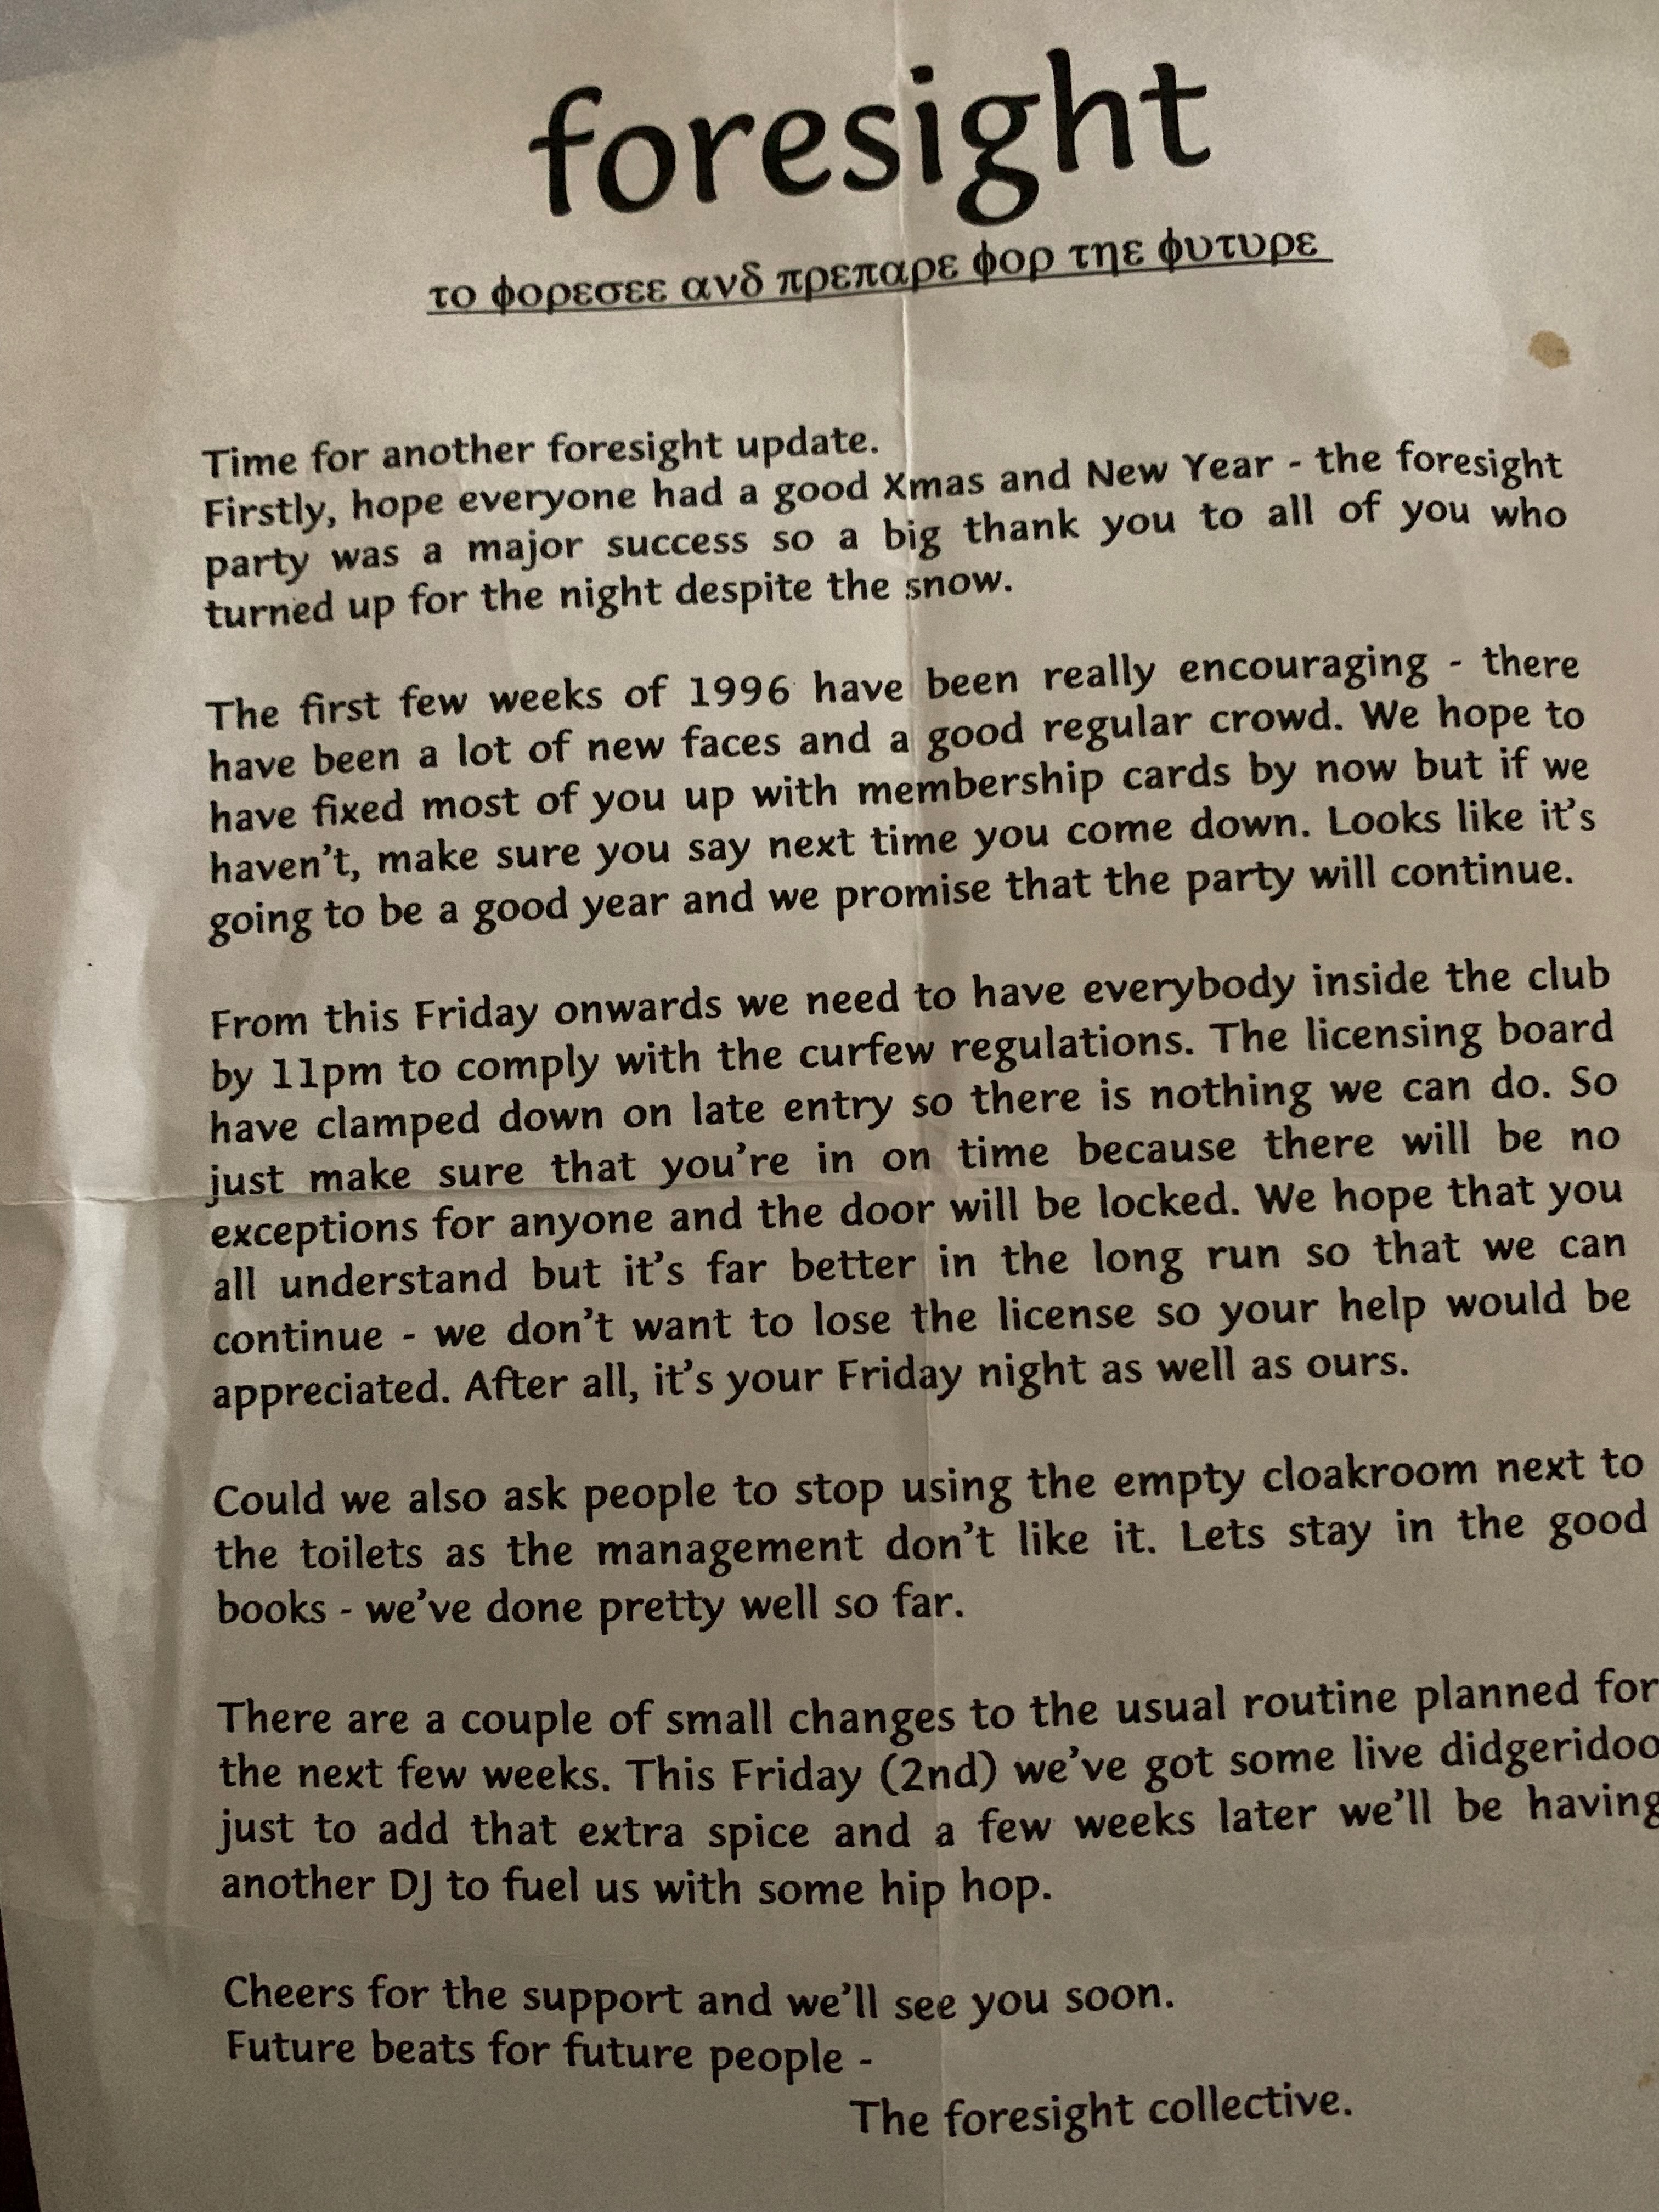 foresight
το φορεσεε ανδ πρεπαρε φορ τηε φυτυρε
Time for another foresight update.
Firstly, hope everyone had a good Xmas and New Year - the foresight
party was a major success so a big thank you to all of you who
turned up for the night despite the snow.
The first few weeks of 1996 have been really encouraging - there
have been a lot of new faces and a good regular crowd. We hope to
have fixed most of you up with membership cards by now but if we
haven't, make sure you say next time you come down. Looks like it's
going to be a good year and we promise that the party will continue.
From this Friday onwards we need to have everybody inside the club
by 11pm to comply with the curfew regulations. The licensing board
have clamped down on late entry so there is nothing we can do. So
just make sure that you're in on time because there will be no
exceptions for anyone and the door will be locked. We hope that you
all understand but it's far better in the long run so that we can
continue - we don't want to lose the license so your help would be
appreciated. After all, it's your Friday night as well as ours.
Could we also ask people to stop using the empty cloakroom next to
the toilets as the management don't like it. Lets stay in the good
books - we've done pretty well so far.
There are a couple of small changes to the usual routine planned for
the next few weeks. This Friday (2nd) we've got some live didgeridoo
just to add that extra spice and a few weeks later we'll be having
another DJ to fuel us with some hip hop.
Cheers for the support and we'll see you soon.
Future beats for future people -
The foresight collective.